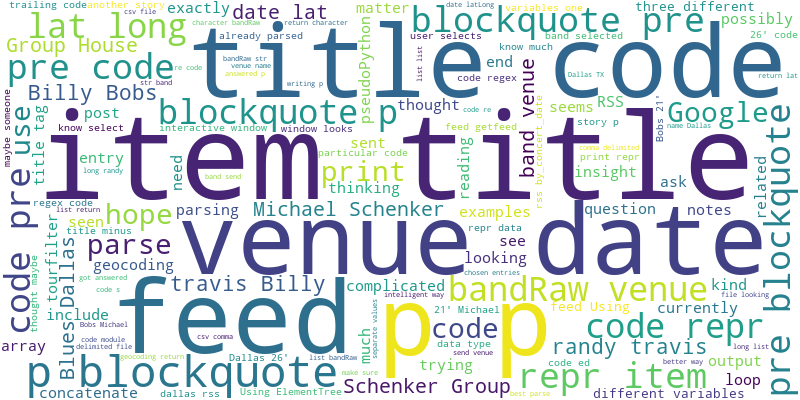 trailing code
another story
csv file
lat long
exactly
date lat
title
character bandRaw
return character
already parsed
matter
blockquote pre
date latLong
variables one
three different
possibly
26' code
Group House
pre code
bandRaw str
venue name
answered p
user selects
know much
band selected
code
return lat
Dallas TX
Billy Bobs
str band
re code
pseudoPython
list list
end
code regex
writing p
maybe someone
use
post
blockquote p
thought
seems
RSS
Google
Bobs 21'
know select
title tag
interactive window
window looks
code re
feed getfeed
story p
name Dallas
entry
item title
sent
particular code
band venue
comma delimited
print repr
insight
need
print
reading
rss by_concert_date
related
long randy
thinking
band send
ask
code pre
regex code
list return
parsing
Michael Schenker
examples
question
notes
seen
hope
title minus
venue date
repr data
see
tourfilter
parse
looking
geocoding
thought maybe
got answered
chosen entries
kind
Blues Dallas
travis Billy
complicated
bandRaw venue
file looking
include
code s
intelligent way
currently
feed
p
21' Michael
feed Using
array
Bobs Michael
csv comma
separate values
code
data type
code repr
delimited file
code module
much
send venue
better way
long list
p blockquote
geocoding return
list bandRaw
trying
randy travis
output
Dallas 26'
make sure
repr item
code ed
loop
concatenate
dallas rss
Using ElementTree
Schenker Group
best parse
different variables
pre blockquote